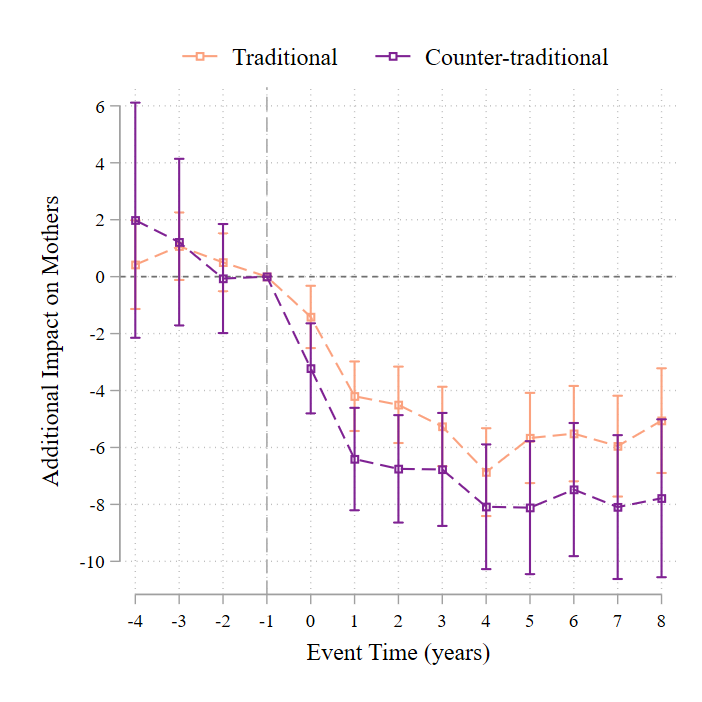 Traditional Counter-traditional
6
4
2
0
-2
-4
-6
-8
-10
Additional Impact on Mothers
-4 -3 -2 -1 0 1 2 3 4 5 6 7 8
Event Time (years)